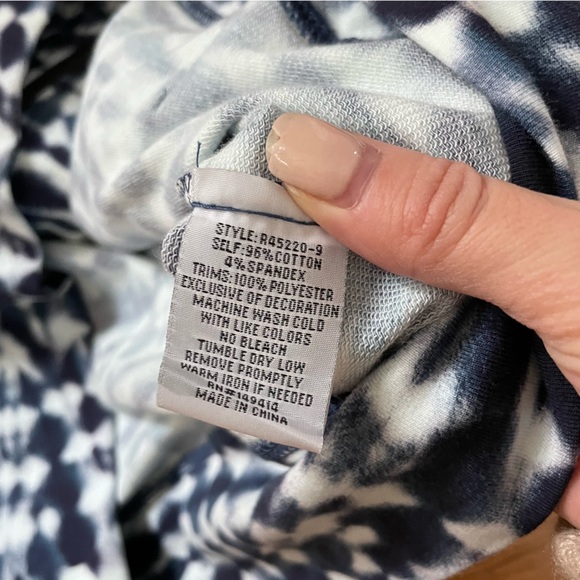 STYLE: R45220-9
SELF: 96% COTTON
4% SPANDEX
TRIMS: 100% POLYESTER
EXCLUSIVE OF DECORATION
MACHINE WASH COLD
WITH LIKE COLORS
NO BLEACH
TUMBLE DRY LOW
REMOVE PROMPTLY
WARM IRON IF NEEDED
RN#149414
MADE IN CHINA